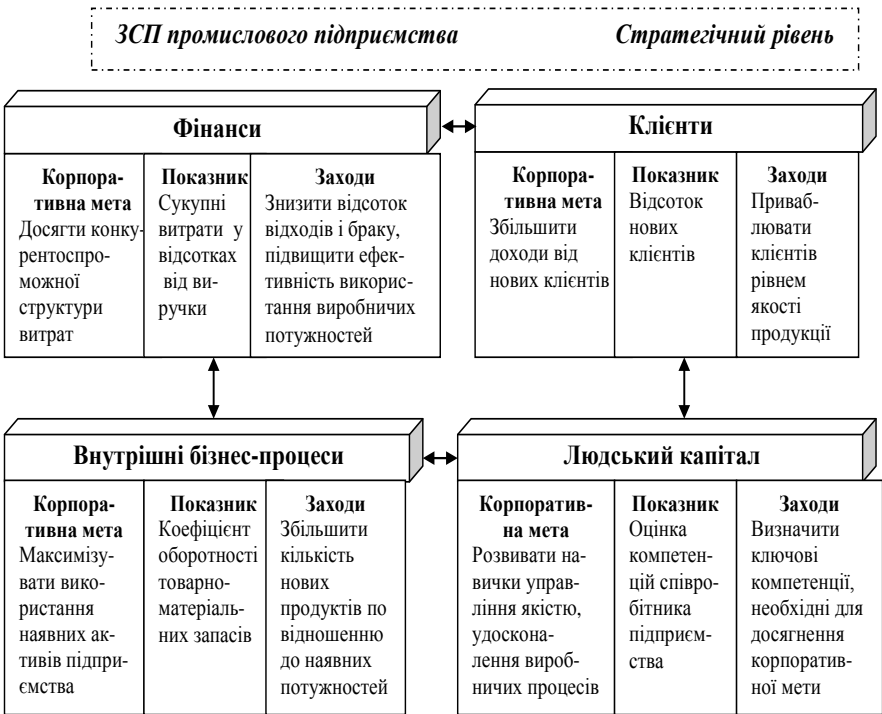 ЗСП промислового підприємства Стратегічний рівень
Фінанси
Корпора-
тивна мета
Досягти конку-
рентоспро-
можної
структури
витрат
Показник
Сукупні
витрати у
відсотках
від ви-
ручки
Заходи
Знизити відсоток
відходів і браку,
підвищити ефек-
тивність викорис-
тання виробничих
потужностей
Клієнти
Корпора-
тивна мета
Збільшити
доходи від
нових клієнтів
Показник
Відсоток
нових
клієнтів
Заходи
Приваб-
лювати
клієнтів
рівнем
якості
продукції
Внутрішні бізнес-процеси
Корпора-
тивна мета
Максимізу-
вати вико-
ристання
наявних ак-
тивів підпри-
ємства
Показник
Коефіцієнт
оборотності
товарно-
матеріаль-
них запасів
Заходи
Збільшити
кількість
нових
продуктів по
відношенню
до наявних
потужностей
Людський капітал
Корпоратив-
на мета
Розвивати на-
вички управ-
ління якістю,
удоскона-
лення вироб-
ничих процесів
Показник
Оцінка
компетен-
цій співро-
бітника
підприєм-
ства
Заходи
Визначити
ключові
компетенції,
необхідні для
досягнення
корпоратив-
ної мети